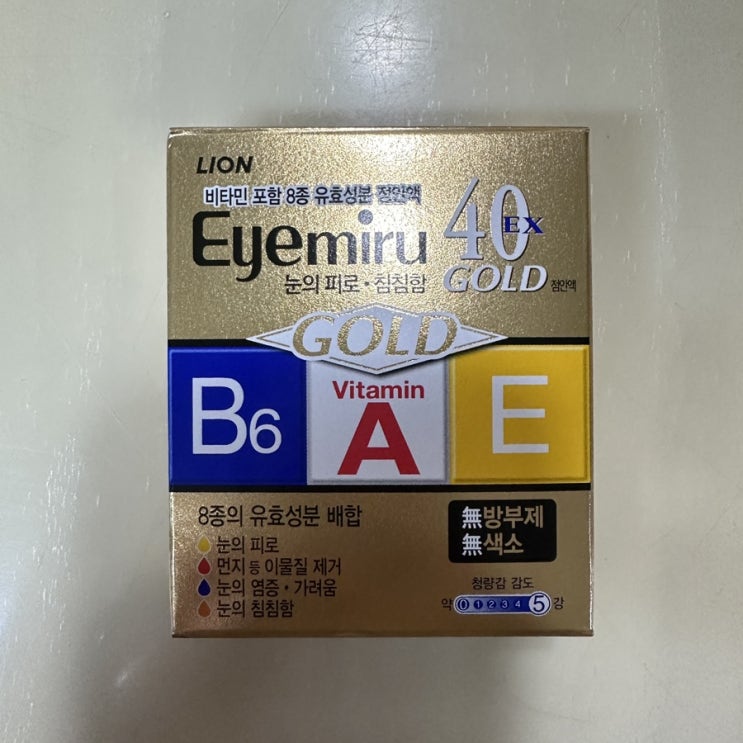 LION
비타민 포함 8종 유효성분 점안액
Eyemiru 40 EX
눈의 피로・침침함 GOLD 점안액
GOLD
B6 Vitamin A E
8종의 유효성분 배합
눈의 피로
먼지 등 이물질 제거
눈의 염증・가려움
눈의 침침함
無방부제
無색소
청량감 감도
약 0 1 2 3 4 5 강